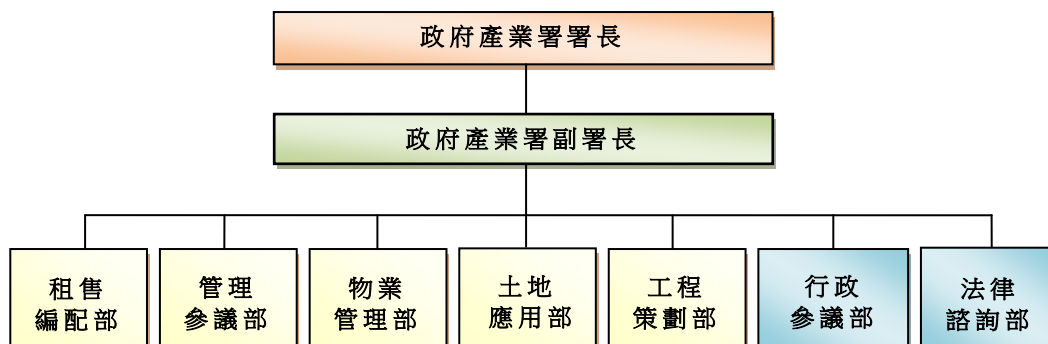 政府產業署署長
政府產業署副署長
租售
編配部
管理
參議部
物業
管理部
土地
應用部
工程
策劃部
行政
參議部
法律
諮詢部